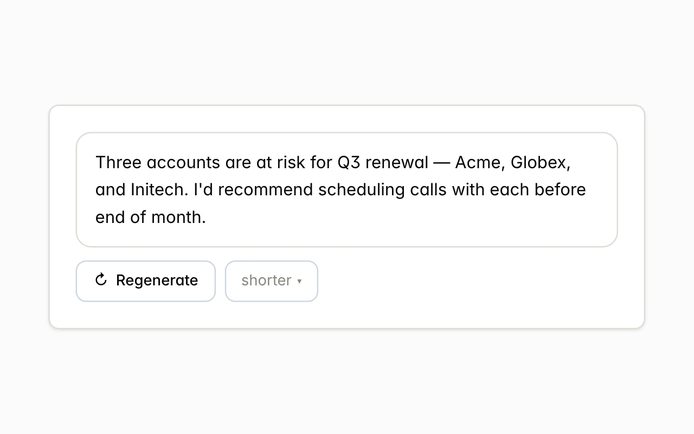 Three accounts are at risk for Q3 renewal — Acme, Globex,
and Initech. I'd recommend scheduling calls with each before
end of month.
↻ Regenerate
shorter ▾